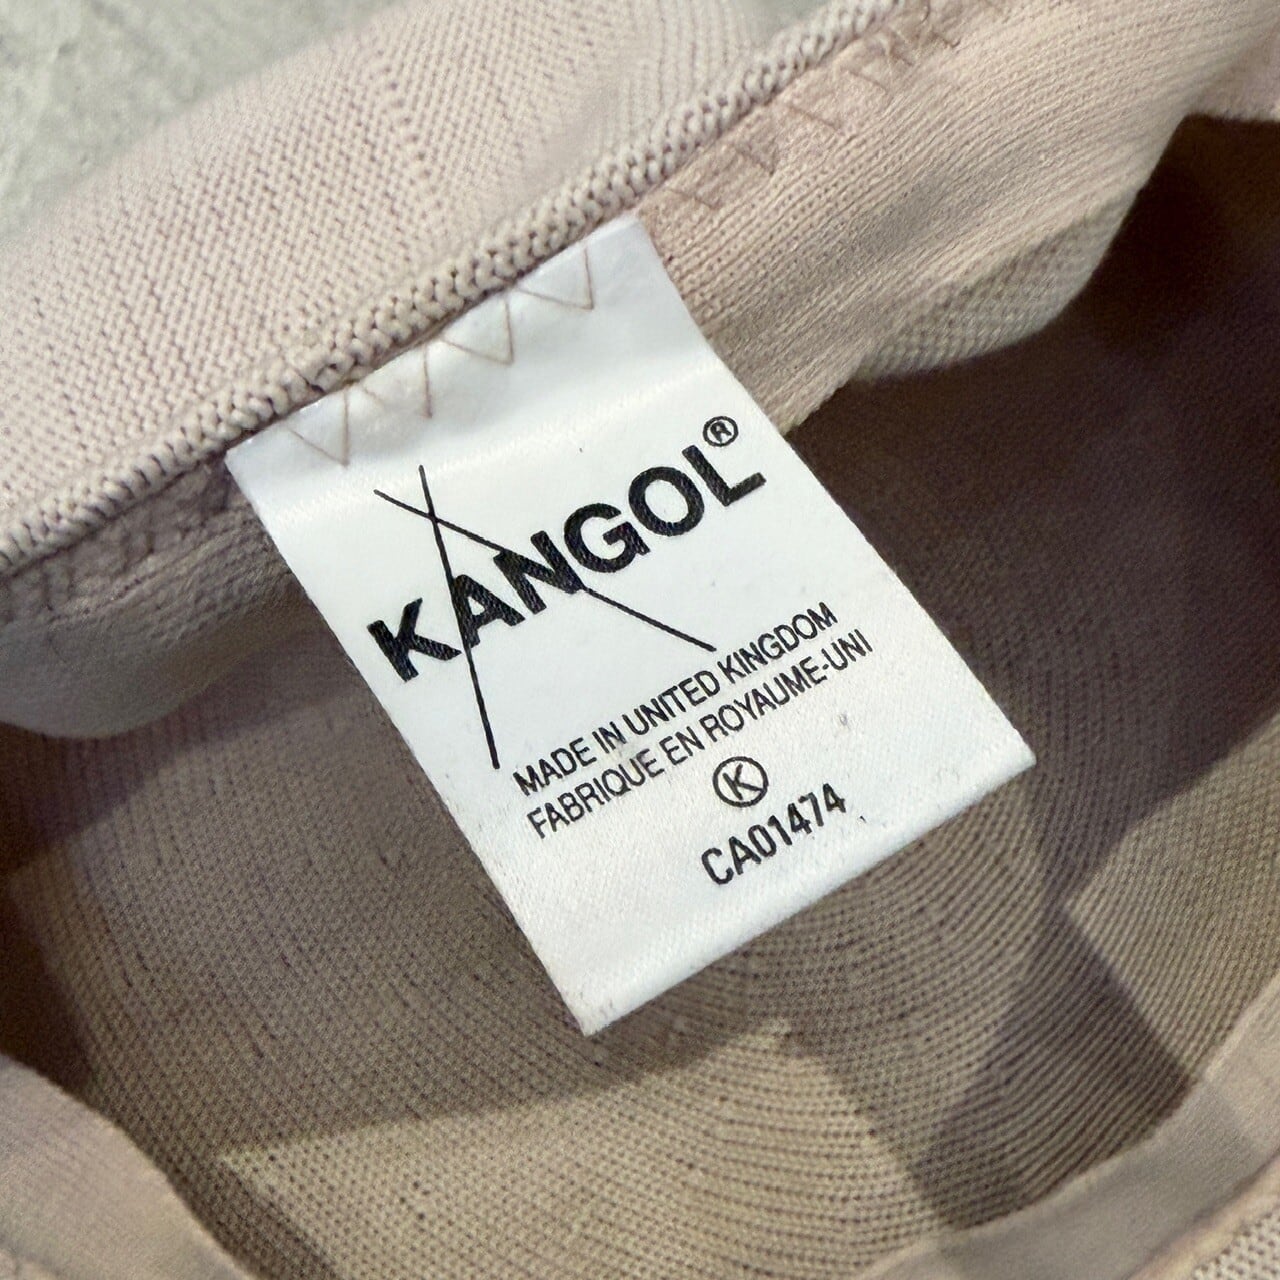 KANGOL®
MADE IN UNITED KINGDOM
FABRIQUE EN ROYAUME-UNI
K
CA01474